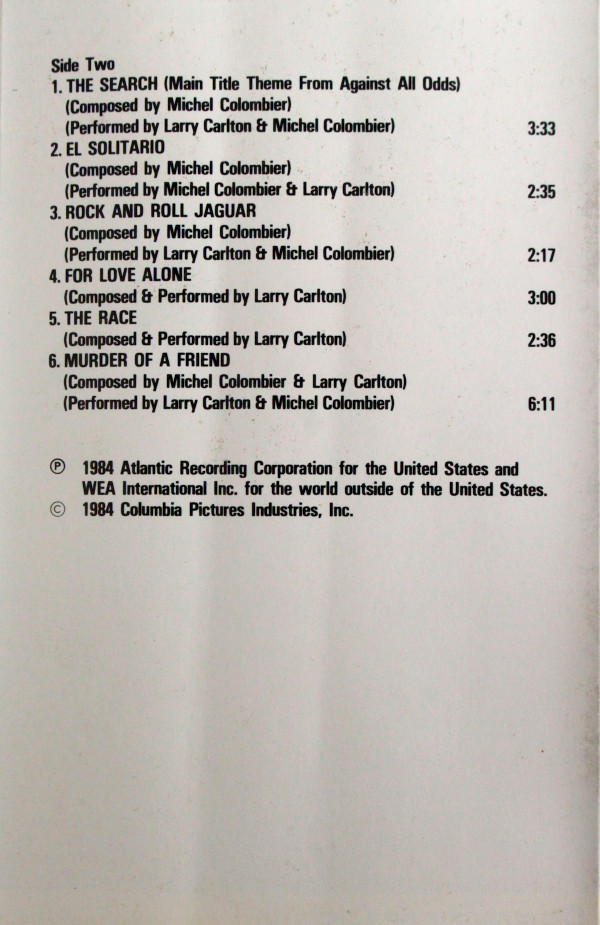 Side Two
1. THE SEARCH (Main Title Theme From Against All Odds)
(Composed by Michel Colombier)
(Performed by Larry Carlton & Michel Colombier) 3:33
2. EL SOLITARIO
(Composed by Michel Colombier)
(Performed by Michel Colombier & Larry Carlton) 2:35
3. ROCK AND ROLL JAGUAR
(Composed by Michel Colombier)
(Performed by Larry Carlton & Michel Colombier) 2:17
4. FOR LOVE ALONE
(Composed & Performed by Larry Carlton) 3:00
5. THE RACE
(Composed & Performed by Larry Carlton) 2:36
6. MURDER OF A FRIEND
(Composed by Michel Colombier & Larry Carlton)
(Performed by Larry Carlton & Michel Colombier) 6:11
℗ 1984 Atlantic Recording Corporation for the United States and
WEA International Inc. for the world outside of the United States.
© 1984 Columbia Pictures Industries, Inc.